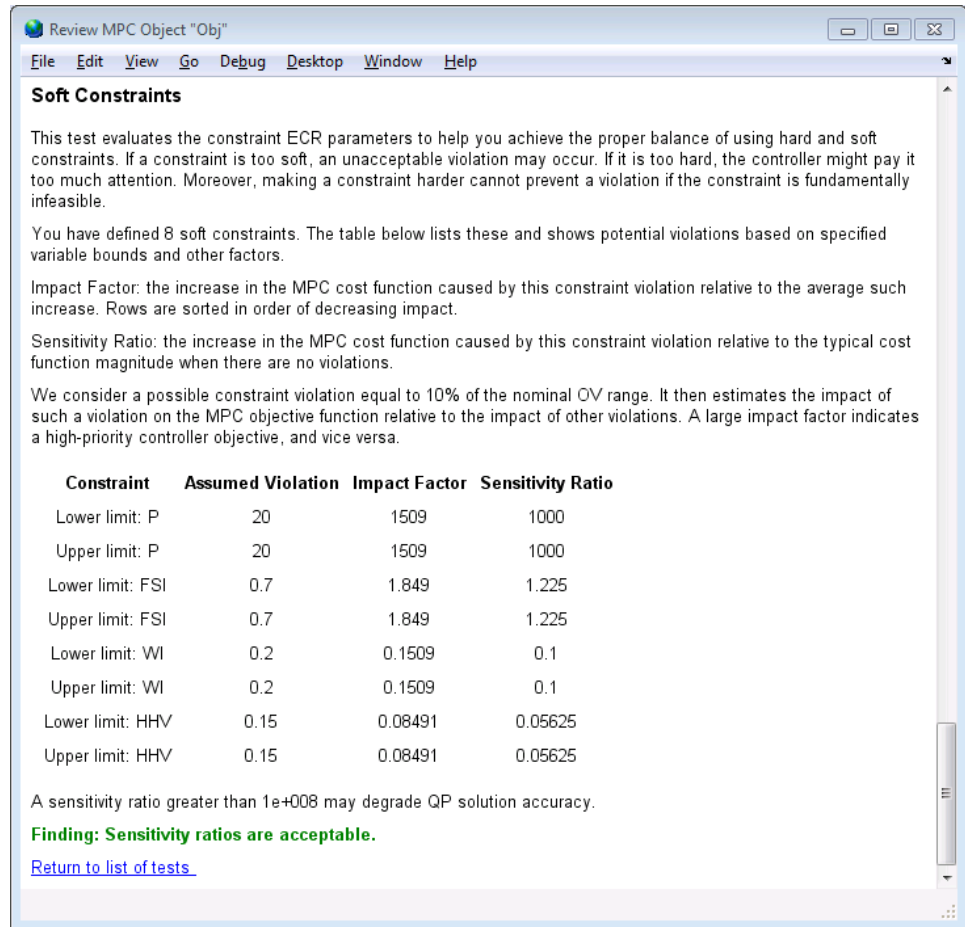 Review MPC Object "Obj"
File Edit View Go Debug Desktop Window Help
Soft Constraints
This test evaluates the constraint ECR parameters to help you achieve the proper balance of using hard and soft
constraints. If a constraint is too soft, an unacceptable violation may occur. If it is too hard, the controller might pay it
too much attention. Moreover, making a constraint harder cannot prevent a violation if the constraint is fundamentally
infeasible.
You have defined 8 soft constraints. The table below lists these and shows potential violations based on specified
variable bounds and other factors.
Impact Factor: the increase in the MPC cost function caused by this constraint violation relative to the average such
increase. Rows are sorted in order of decreasing impact.
Sensitivity Ratio: the increase in the MPC cost function caused by this constraint violation relative to the typical cost
function magnitude when there are no violations.
We consider a possible constraint violation equal to 10% of the nominal OV range. It then estimates the impact of
such a violation on the MPC objective function relative to the impact of other violations. A large impact factor indicates
a high-priority controller objective, and vice versa.
Constraint Assumed Violation Impact Factor Sensitivity Ratio
Lower limit: P 20 1509 1000
Upper limit: P 20 1509 1000
Lower limit: FSI 0.7 1.849 1.225
Upper limit: FSI 0.7 1.849 1.225
Lower limit: WI 0.2 0.1509 0.1
Upper limit: WI 0.2 0.1509 0.1
Lower limit: HHV 0.15 0.08491 0.05625
Upper limit: HHV 0.15 0.08491 0.05625
A sensitivity ratio greater than 1e+008 may degrade QP solution accuracy.
Finding: Sensitivity ratios are acceptable.
Return to list of tests